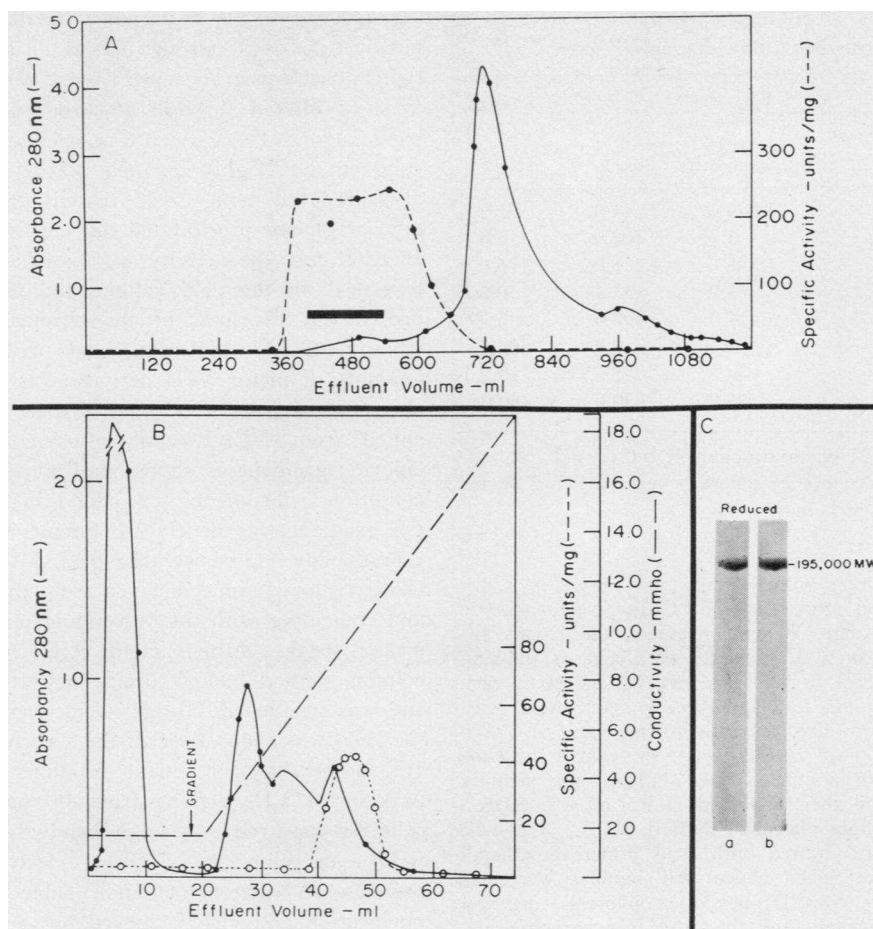 A
5.0
4.0
3.0
2.0
1.0
Absorbance 280 nm (—)
120 240 360 480 600 720 840 960 1080
Effluent Volume – ml
300
200
100
Specific Activity – units/mg (---)
B
2.0
1.0
Absorbancy 280 nm (—)
GRADIENT
10 20 30 40 50 60 70
Effluent Volume – ml
80
60
40
20
Specific Activity – units/mg (---)
18.0
16.0
14.0
12.0
10.0
8.0
6.0
4.0
2.0
Conductivity – mmho (— —)
C
Reduced
195,000 MW
a b